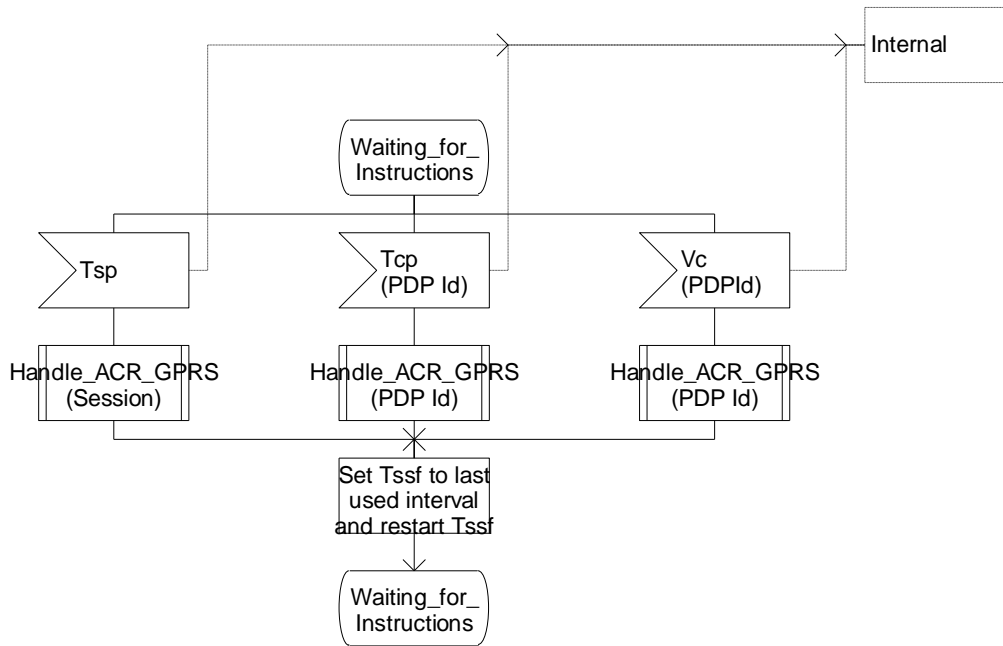 Internal
Waiting_for_
Instructions
Tsp
Tcp
(PDP Id)
Vc
(PDPId)
Handle_ACR_GPRS
(Session)
Handle_ACR_GPRS
(PDP Id)
Handle_ACR_GPRS
(PDP Id)
Set Tssf to last
used interval
and restart Tssf
Waiting_for_
Instructions